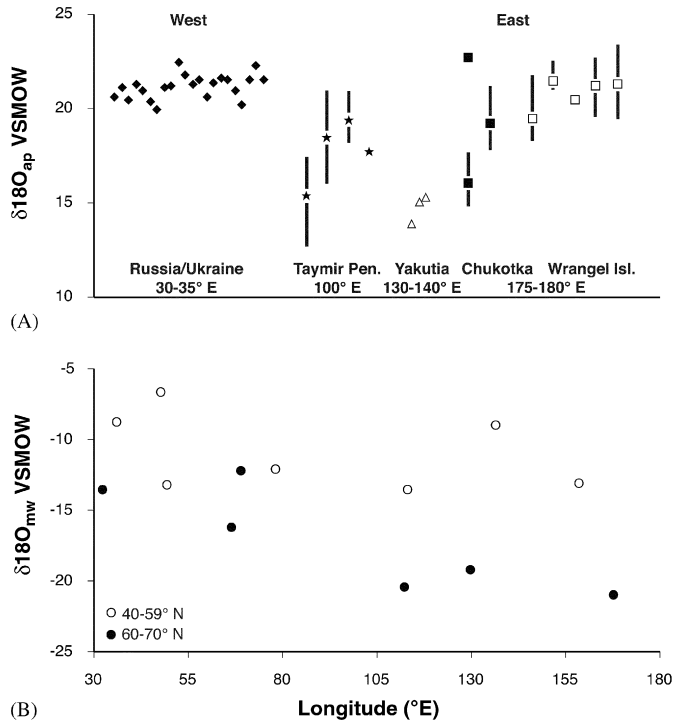 West East
25
20
15
10
δ18Oap VSMOW
Russia/Ukraine Taymir Pen. Yakutia Chukotka Wrangel Isl.
30-35° E 100° E 130-140° E 175-180° E
(A)
-5
-10
-15
-20
-25
δ18Omw VSMOW
40-59° N
60-70° N
30 55 80 105 130 155 180
(B) Longitude (°E)